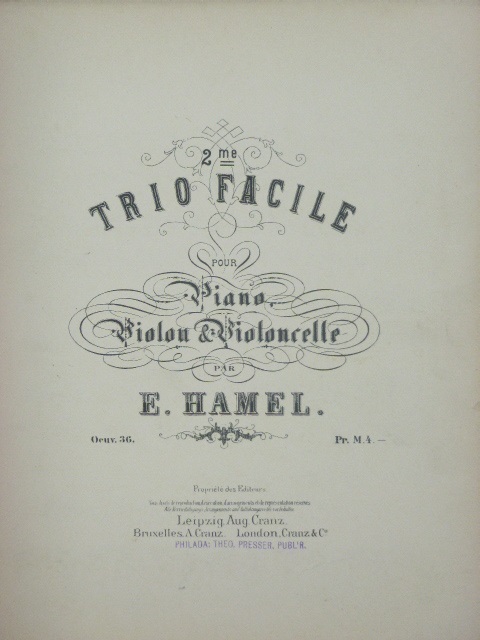 2me
TRIO FACILE
POUR
Piano,
Violon & Violoncelle
PAR
E. HAMEL.
Oeuv. 36. Pr. M. 4. —
Propriété des Editeurs.
Leipzig, Aug. Cranz.
Bruxelles, A. Cranz. London, Cranz & Co
PHILADA: THEO. PRESSER, PUBL'R.